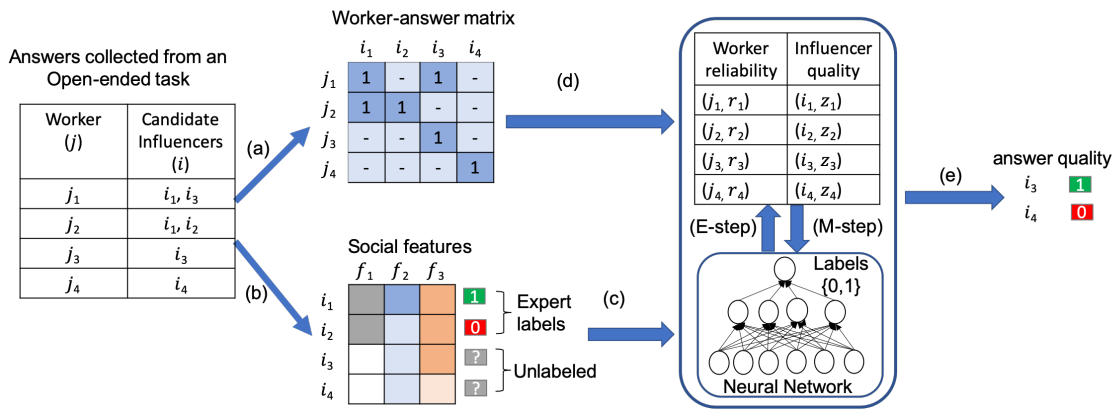 Answers collected from an
Open-ended task
Worker
(j)
Candidate
Influencers
(i)
j₁ i₁, i₃
j₂ i₁, i₂
j₃ i₃
j₄ i₄
(a)
(b)
Worker-answer matrix
i₁ i₂ i₃ i₄
j₁ 1 - 1 -
j₂ 1 1 - -
j₃ - - 1 -
j₄ - - - 1
Social features
f₁ f₂ f₃
i₁ 1
i₂ 0
i₃ ?
i₄ ?
Expert
labels
Unlabeled
(c)
(d)
Worker
reliability
Influencer
quality
(j₁, r₁) (i₁, z₁)
(j₂, r₂) (i₂, z₂)
(j₃, r₃) (i₃, z₃)
(j₄, r₄) (i₄, z₄)
(E-step) (M-step)
Labels
{0,1}
Neural Network
(e)
answer quality
i₃ 1
i₄ 0